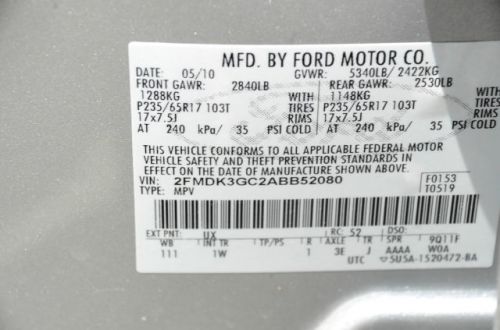 MFD. BY FORD MOTOR CO.
DATE: 05/10 GVWR: 5340LB/ 2422KG
FRONT GAWR: 2840LB REAR GAWR: 2530LB
1288KG WITH 1148KG WITH
P235/65R17 103T TIRES P235/65R17 103T TIRES
17x7.5J RIMS 17x7.5J RIMS
AT 240 kPa/ 35 PSI COLD AT 240 kPa/ 35 PSI COLD
THIS VEHICLE CONFORMS TO ALL APPLICABLE FEDERAL MOTOR
VEHICLE SAFETY AND THEFT PREVENTION STANDARDS IN EFFECT
ON THE DATE OF MANUFACTURE SHOWN ABOVE.
VIN: 2FMDK3GC2ABB52080 F0153
TYPE: MPV T0519
EXT PNT: UX RC: 52 DSO:
WB INT TR TP/PS R AXLE TR SPR 9Q11F
111 1W 1 3E J AAAA WOA
UTC 5U5A-1520472-BA